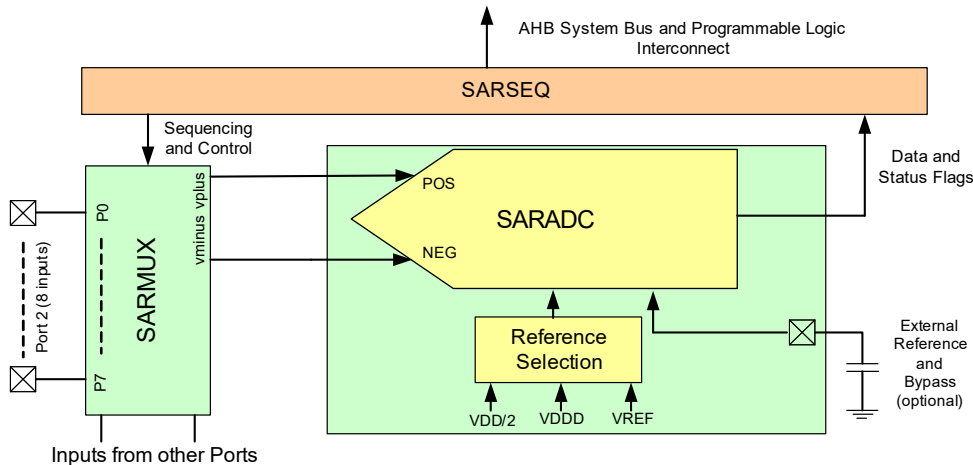 AHB System Bus and Programmable Logic
Interconnect
SARSEQ
Sequencing
and Control
Data and
Status Flags
vminus vplus
P0
Port 2 (8 inputs)
P7
SARMUX
POS
NEG
SARADC
Reference
Selection
VDD/2
VDDD
VREF
External
Reference
and
Bypass
(optional)
Inputs from other Ports